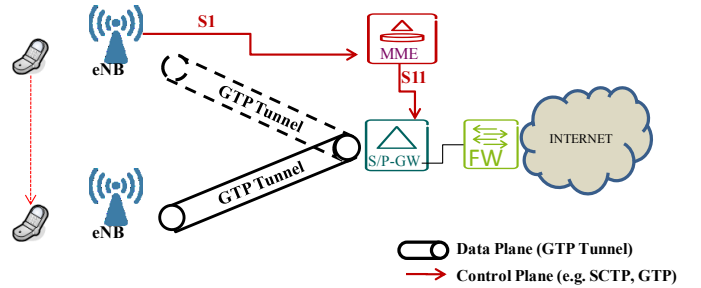 S1
MME
eNB
S11
GTP Tunnel
S/P-GW
FW
INTERNET
GTP Tunnel
eNB
Data Plane (GTP Tunnel)
Control Plane (e.g. SCTP, GTP)